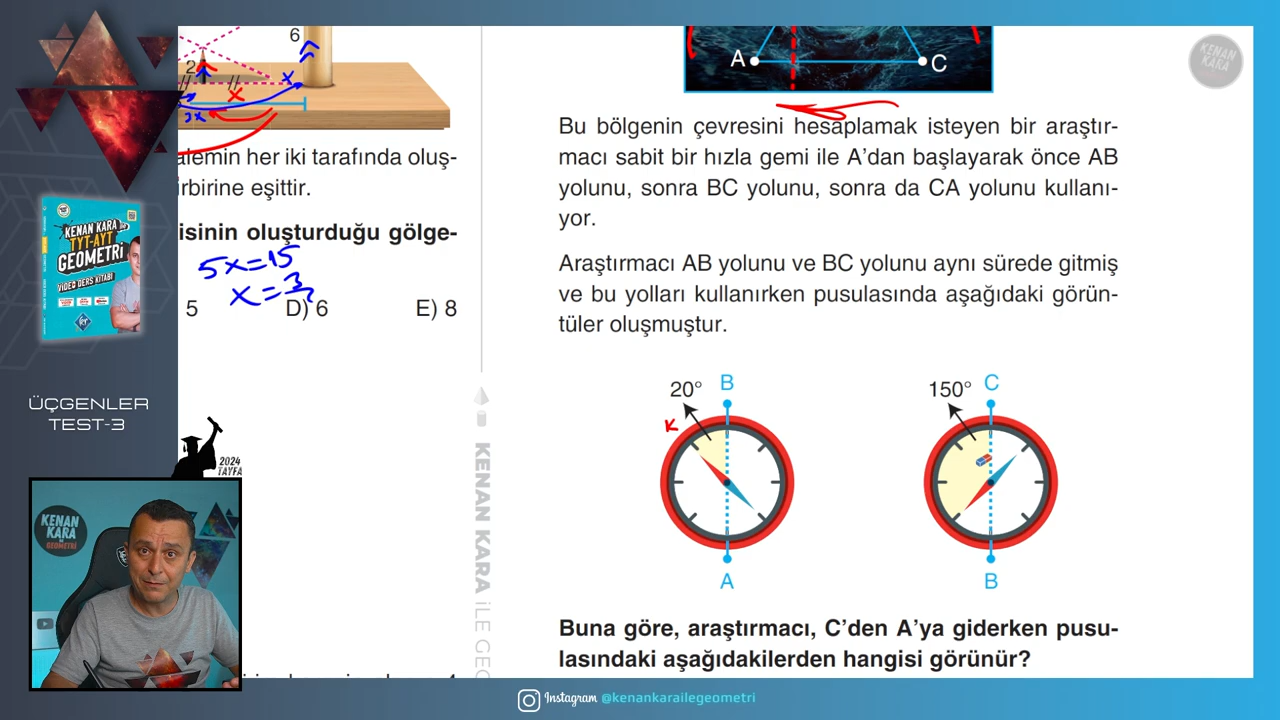 KENAN KARA
TYT-AYT
GEOMETRİ
VİDEO DERS KİTABI
ÜÇGENLER
TEST-3
2024
TAYFA
KENAN
KARA
GEOMETRİ
6
2
x
x
2x
alemin her iki tarafında oluş-
irbirine eşittir.
isinin oluşturduğu gölge-
5x=15
x=3
5 D) 6 E) 8
KENAN KARA İLE GEO
A C
KENAN
KARA
Bu bölgenin çevresini hesaplamak isteyen bir araştır-
macı sabit bir hızla gemi ile A’dan başlayarak önce AB
yolunu, sonra BC yolunu, sonra da CA yolunu kullanı-
yor.
Araştırmacı AB yolunu ve BC yolunu aynı sürede gitmiş
ve bu yolları kullanırken pusulasında aşağıdaki görün-
tüler oluşmuştur.
20° B
K
A
150° C
B
Buna göre, araştırmacı, C’den A’ya giderken pusu-
lasındaki aşağıdakilerden hangisi görünür?
Instagram @kenankarailegeometri